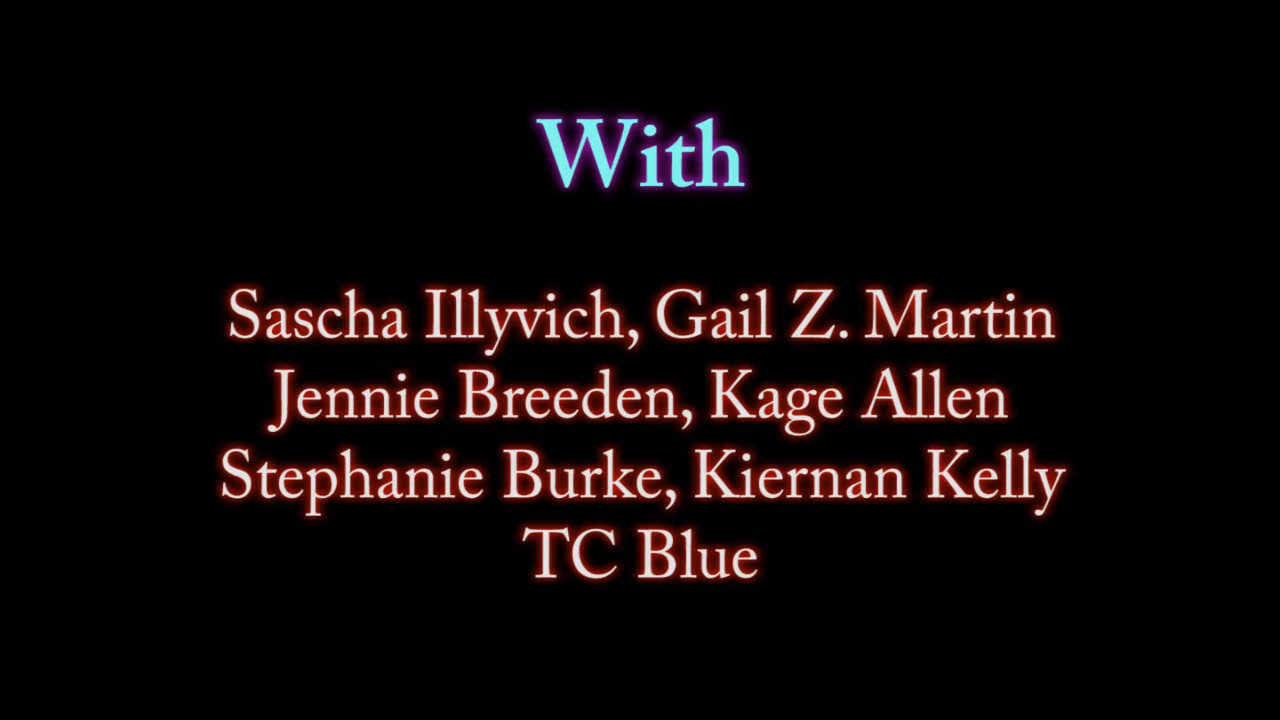 With
Sascha Illyvich, Gail Z. Martin
Jennie Breeden, Kage Allen
Stephanie Burke, Kiernan Kelly
TC Blue